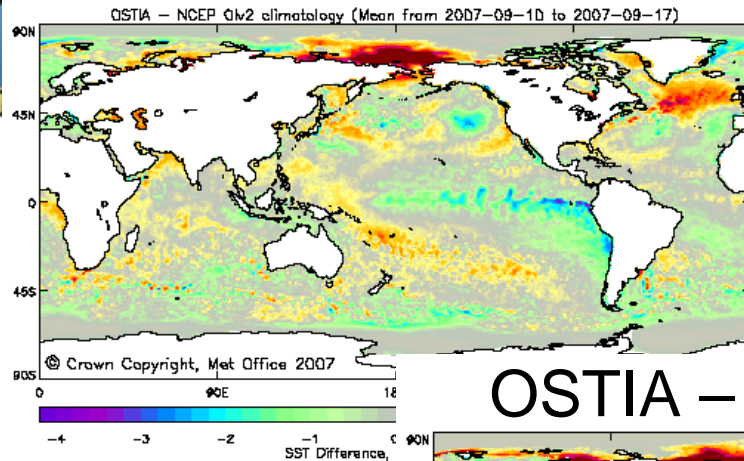 OSTIA – NCEP OIv2 climatology (Mean from 2007–09–10 to 2007–09–17)
90N
45N
0
45S
© Crown Copyright, Met Office 2007
90S
0 90E 18
–4 –3 –2 –1
SST Difference,
OSTIA –
90N